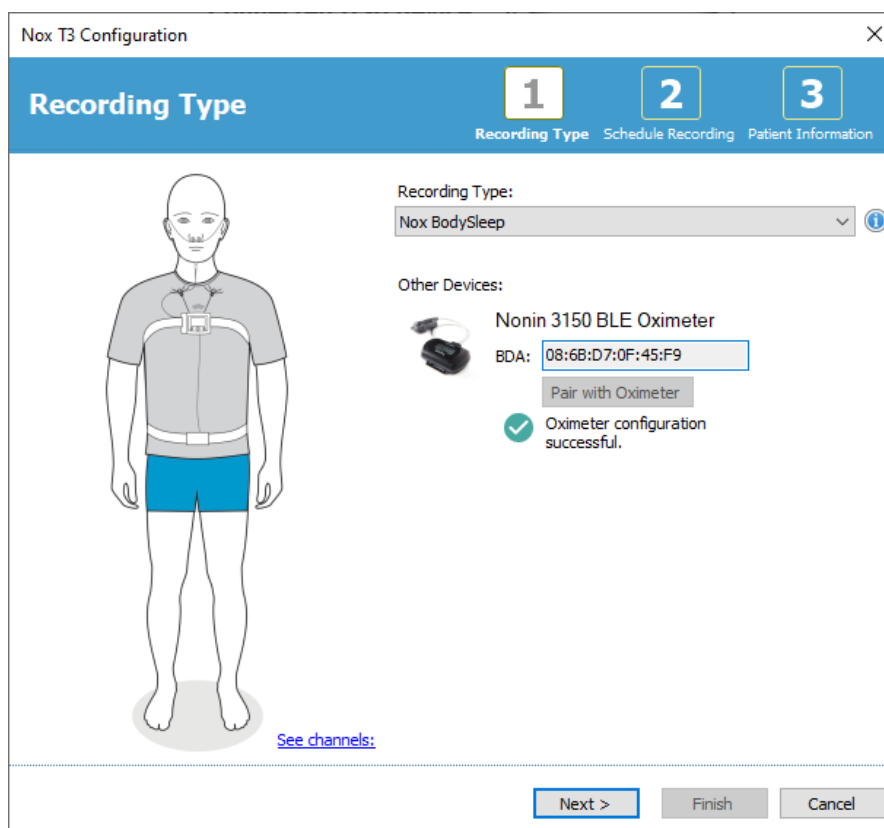 Nox T3 Configuration
Recording Type
1
Recording Type
2
Schedule Recording
3
Patient Information
Recording Type:
Nox BodySleep
Other Devices:
Nonin 3150 BLE Oximeter
BDA: 08:6B:D7:0F:45:F9
Pair with Oximeter
Oximeter configuration
successful.
See channels:
Next >
Finish
Cancel